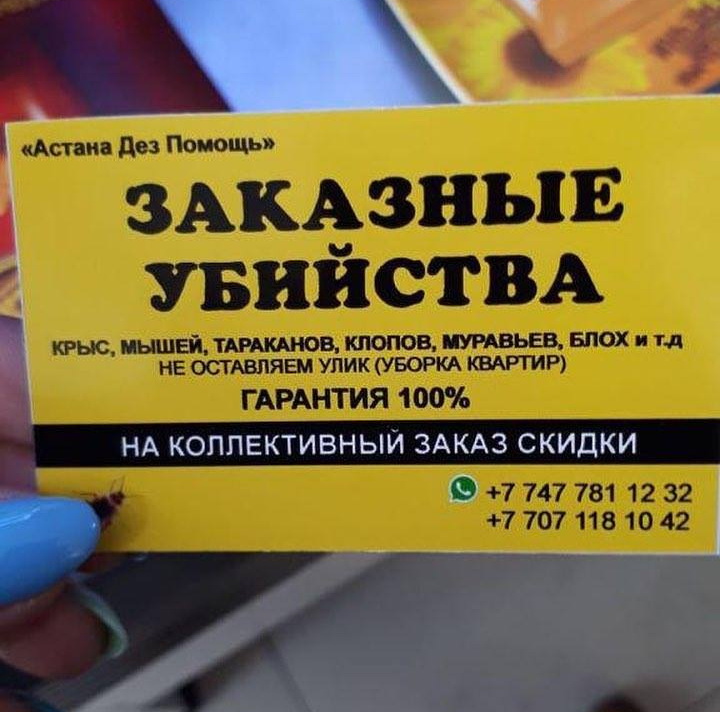 «Астана Дез Помощь»
ЗАКАЗНЫЕ
УБИЙСТВА
КРЫС, МЫШЕЙ, ТАРАКАНОВ, КЛОПОВ, МУРАВЬЕВ, БЛОХ и т.д
НЕ ОСТАВЛЯЕМ УЛИК (УБОРКА КВАРТИР)
ГАРАНТИЯ 100%
НА КОЛЛЕКТИВНЫЙ ЗАКАЗ СКИДКИ
+7 747 781 12 32
+7 707 118 10 42